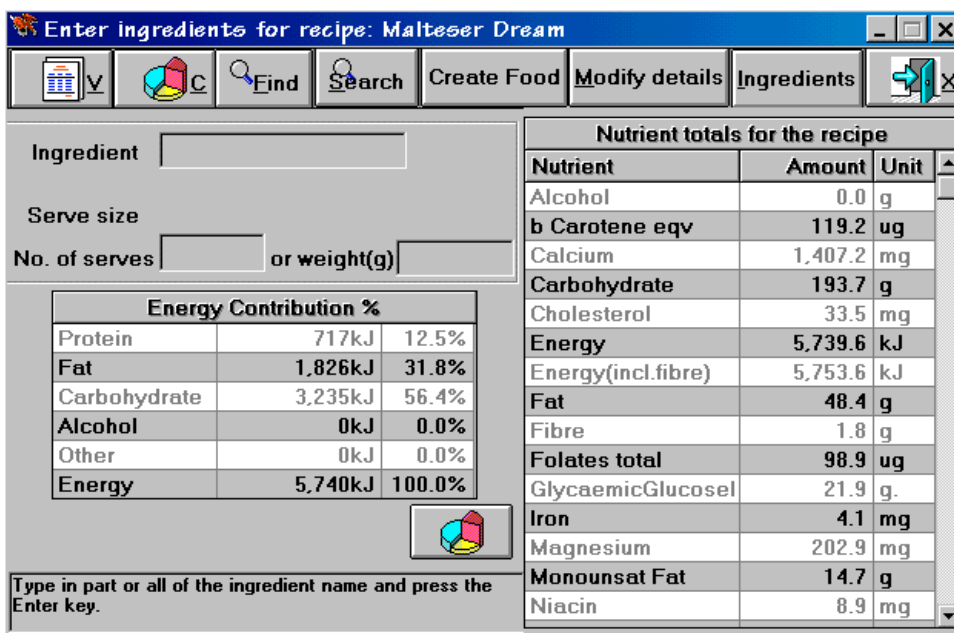 Enter ingredients for recipe: Malteser Dream
V C Find Search Create Food Modify details Ingredients X
Ingredient
Serve size
No. of serves or weight(g)
Energy Contribution %
Protein 717kJ 12.5%
Fat 1,826kJ 31.8%
Carbohydrate 3,235kJ 56.4%
Alcohol 0kJ 0.0%
Other 0kJ 0.0%
Energy 5,740kJ 100.0%
Type in part or all of the ingredient name and press the
Enter key.
Nutrient totals for the recipe
Nutrient Amount Unit
Alcohol 0.0 g
b Carotene eqv 119.2 ug
Calcium 1,407.2 mg
Carbohydrate 193.7 g
Cholesterol 33.5 mg
Energy 5,739.6 kJ
Energy(incl.fibre) 5,753.6 kJ
Fat 48.4 g
Fibre 1.8 g
Folates total 98.9 ug
GlycaemicGlucoseI 21.9 g.
Iron 4.1 mg
Magnesium 202.9 mg
Monounsat Fat 14.7 g
Niacin 8.9 mg